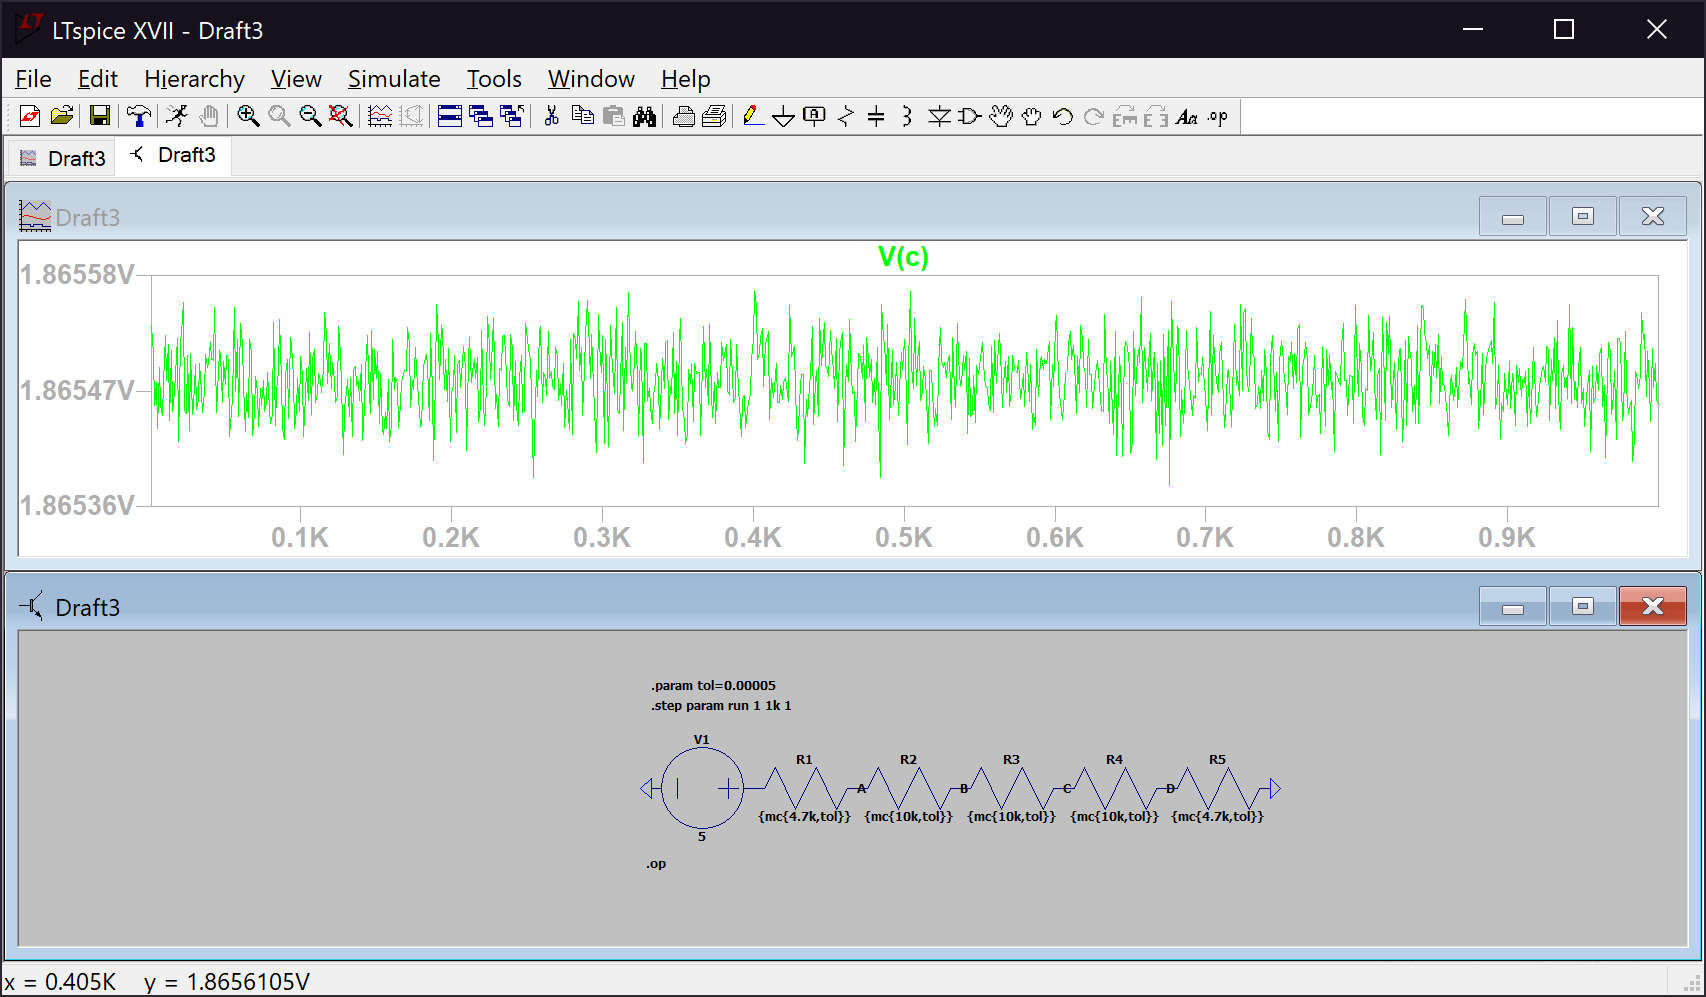 LTspice XVII - Draft3
File Edit Hierarchy View Simulate Tools Window Help
Aa .op
Draft3 Draft3
Draft3
V(c)
1.86558V
1.86547V
1.86536V
0.1K 0.2K 0.3K 0.4K 0.5K 0.6K 0.7K 0.8K 0.9K
Draft3
.param tol=0.00005
.step param run 1 1k 1
V1
R1 R2 R3 R4 R5
A B C D
{mc{4.7k,tol}} {mc{10k,tol}} {mc{10k,tol}} {mc{10k,tol}} {mc{4.7k,tol}}
5
.op
x = 0.405K y = 1.8656105V